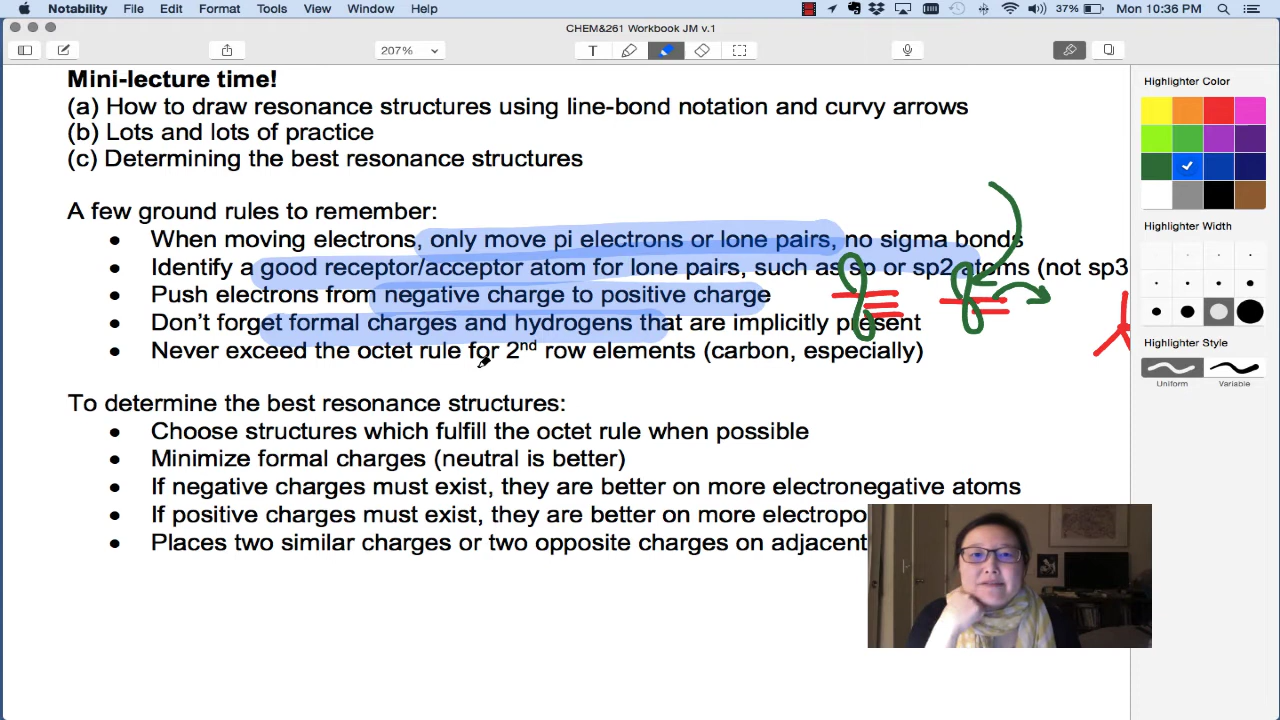 Notability File Edit Format Tools View Window Help 37% Mon 10:36 PM
CHEM&261 Workbook JM v.1
207% T
Mini-lecture time!
(a) How to draw resonance structures using line-bond notation and curvy arrows
(b) Lots and lots of practice
(c) Determining the best resonance structures
A few ground rules to remember:
• When moving electrons, only move pi electrons or lone pairs, no sigma bonds
• Identify a good receptor/acceptor atom for lone pairs, such as sp or sp2 atoms (not sp3
• Push electrons from negative charge to positive charge
• Don't forget formal charges and hydrogens that are implicitly present
• Never exceed the octet rule for 2nd row elements (carbon, especially)
To determine the best resonance structures:
• Choose structures which fulfill the octet rule when possible
• Minimize formal charges (neutral is better)
• If negative charges must exist, they are better on more electronegative atoms
• If positive charges must exist, they are better on more electropo
• Places two similar charges or two opposite charges on adjacent
Highlighter Color
Highlighter Width
Highlighter Style
Uniform Variable